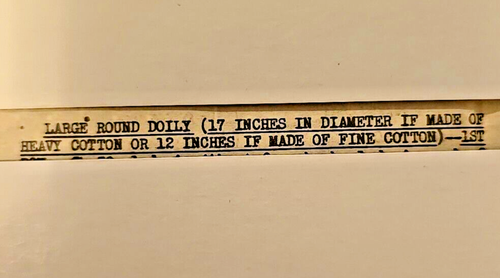 LARGE ROUND DOILY (17 INCHES IN DIAMETER IF MADE OF
HEAVY COTTON OR 12 INCHES IF MADE OF FINE COTTON)--1ST